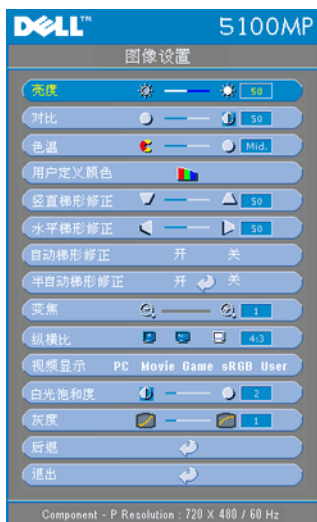 DELL™ 5100MP
图像设置
亮度 50
对比 50
色温 Mid.
用户定义颜色
竖直梯形修正 50
水平梯形修正 50
自动梯形修正 开 关
半自动梯形修正 开 关
变焦 1
纵横比 4:3
视频显示 PC Movie Game sRGB User
白光饱和度 2
灰度 1
后退
退出
Component - P Resolution : 720 X 480 / 60 Hz